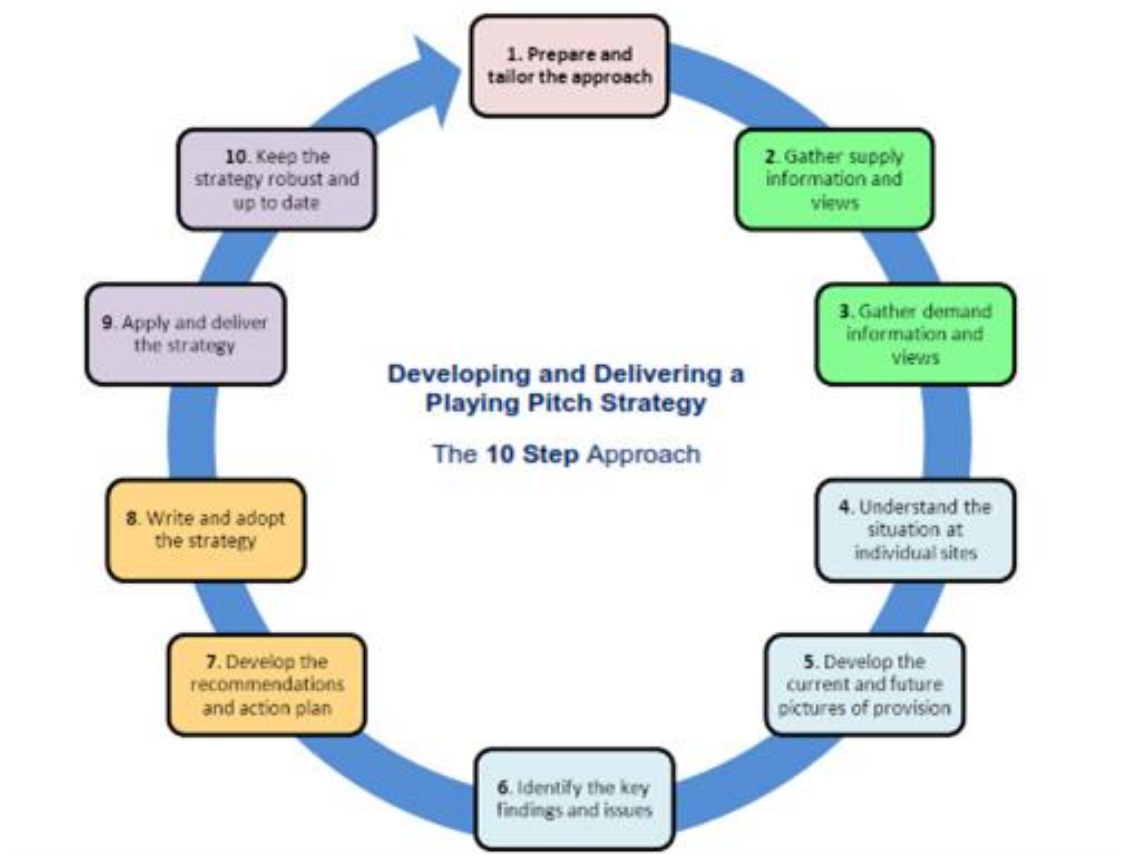 1. Prepare and
tailor the approach
2. Gather supply
information and
views
3. Gather demand
information and
views
4. Understand the
situation at
individual sites
5. Develop the
current and future
pictures of provision
6. Identify the key
findings and issues
7. Develop the
recommendations
and action plan
8. Write and adopt
the strategy
9. Apply and deliver
the strategy
10. Keep the
strategy robust and
up to date
Developing and Delivering a
Playing Pitch Strategy
The 10 Step Approach